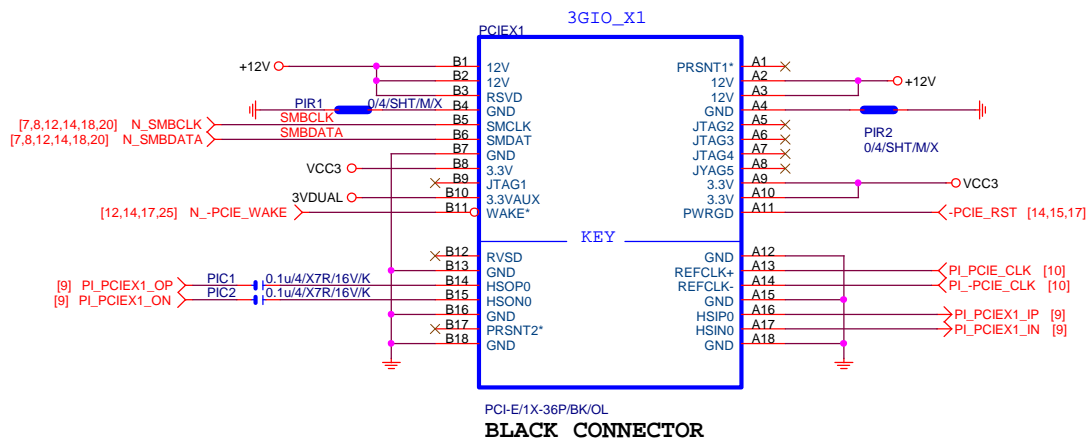 3GIO_X1
PCIEX1
+12V B1 12V PRSNT1* A1
B2 12V 12V A2 +12V
B3 RSVD 12V A3
PIR1 0/4/SHT/M/X B4 GND GND A4
[7,8,12,14,18,20] N_SMBCLK SMBCLK B5 SMCLK JTAG2 A5
[7,8,12,14,18,20] N_SMBDATA SMBDATA B6 SMDAT JTAG3 A6 PIR2
B7 GND JTAG4 A7 0/4/SHT/M/X
VCC3 B8 3.3V JYAG5 A8
B9 JTAG1 3.3V A9 VCC3
3VDUAL B10 3.3VAUX 3.3V A10
[12,14,17,25] N_-PCIE_WAKE B11 WAKE* PWRGD A11 -PCIE_RST [14,15,17]
KEY
B12 RVSD GND A12
B13 GND REFCLK+ A13 PI_PCIE_CLK [10]
[9] PI_PCIEX1_OP PIC1 0.1u/4/X7R/16V/K B14 HSOP0 REFCLK- A14 PI_-PCIE_CLK [10]
[9] PI_PCIEX1_ON PIC2 0.1u/4/X7R/16V/K B15 HSON0 GND A15
B16 GND HSIP0 A16 PI_PCIEX1_IP [9]
B17 PRSNT2* HSIN0 A17 PI_PCIEX1_IN [9]
B18 GND GND A18
PCI-E/1X-36P/BK/OL
BLACK CONNECTOR